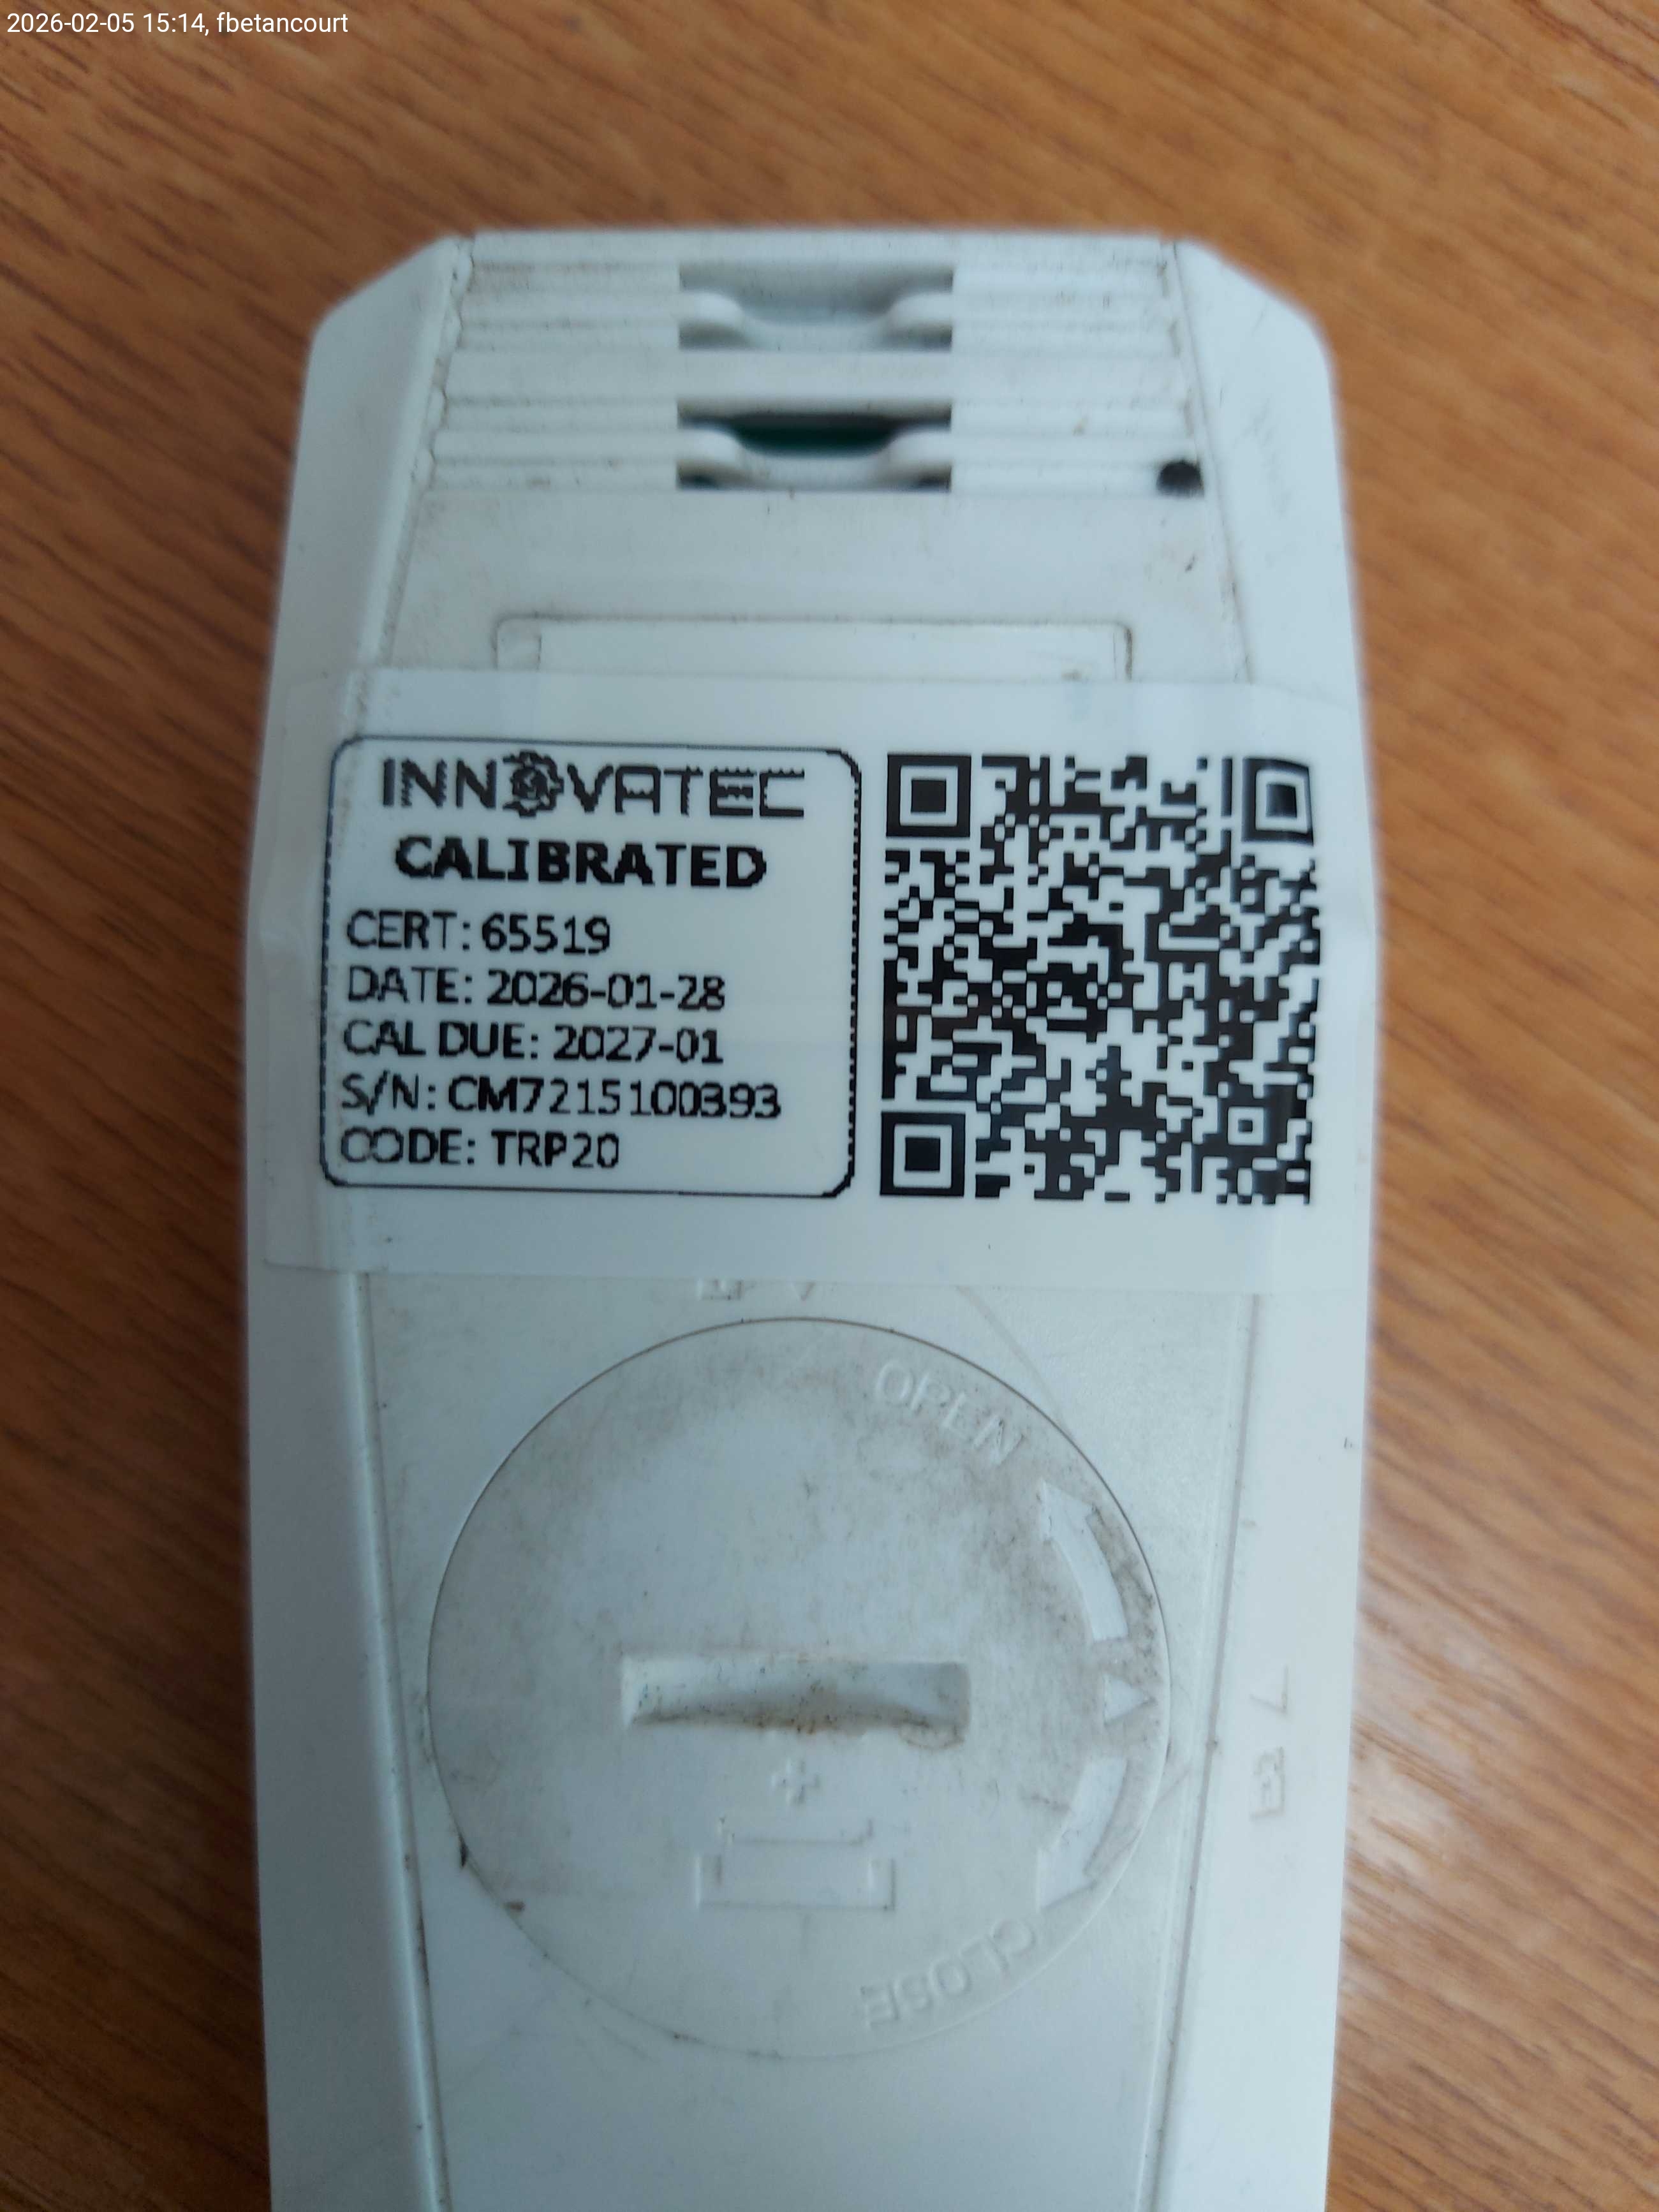 2026-02-05 15:14, fbetancourt
INNOVATEC
CALIBRATED
CERT: 65519
DATE: 2026-01-28
CAL DUE: 2027-01
S/N: CM7215100393
CODE: TRP20
OPEN
+
CLOSE